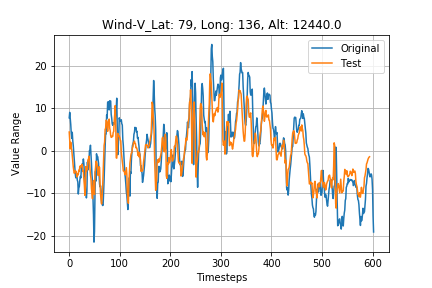 Wind-V_Lat: 79, Long: 136, Alt: 12440.0
Original
Test
Value Range
20
10
0
−10
−20
0 100 200 300 400 500 600
Timesteps